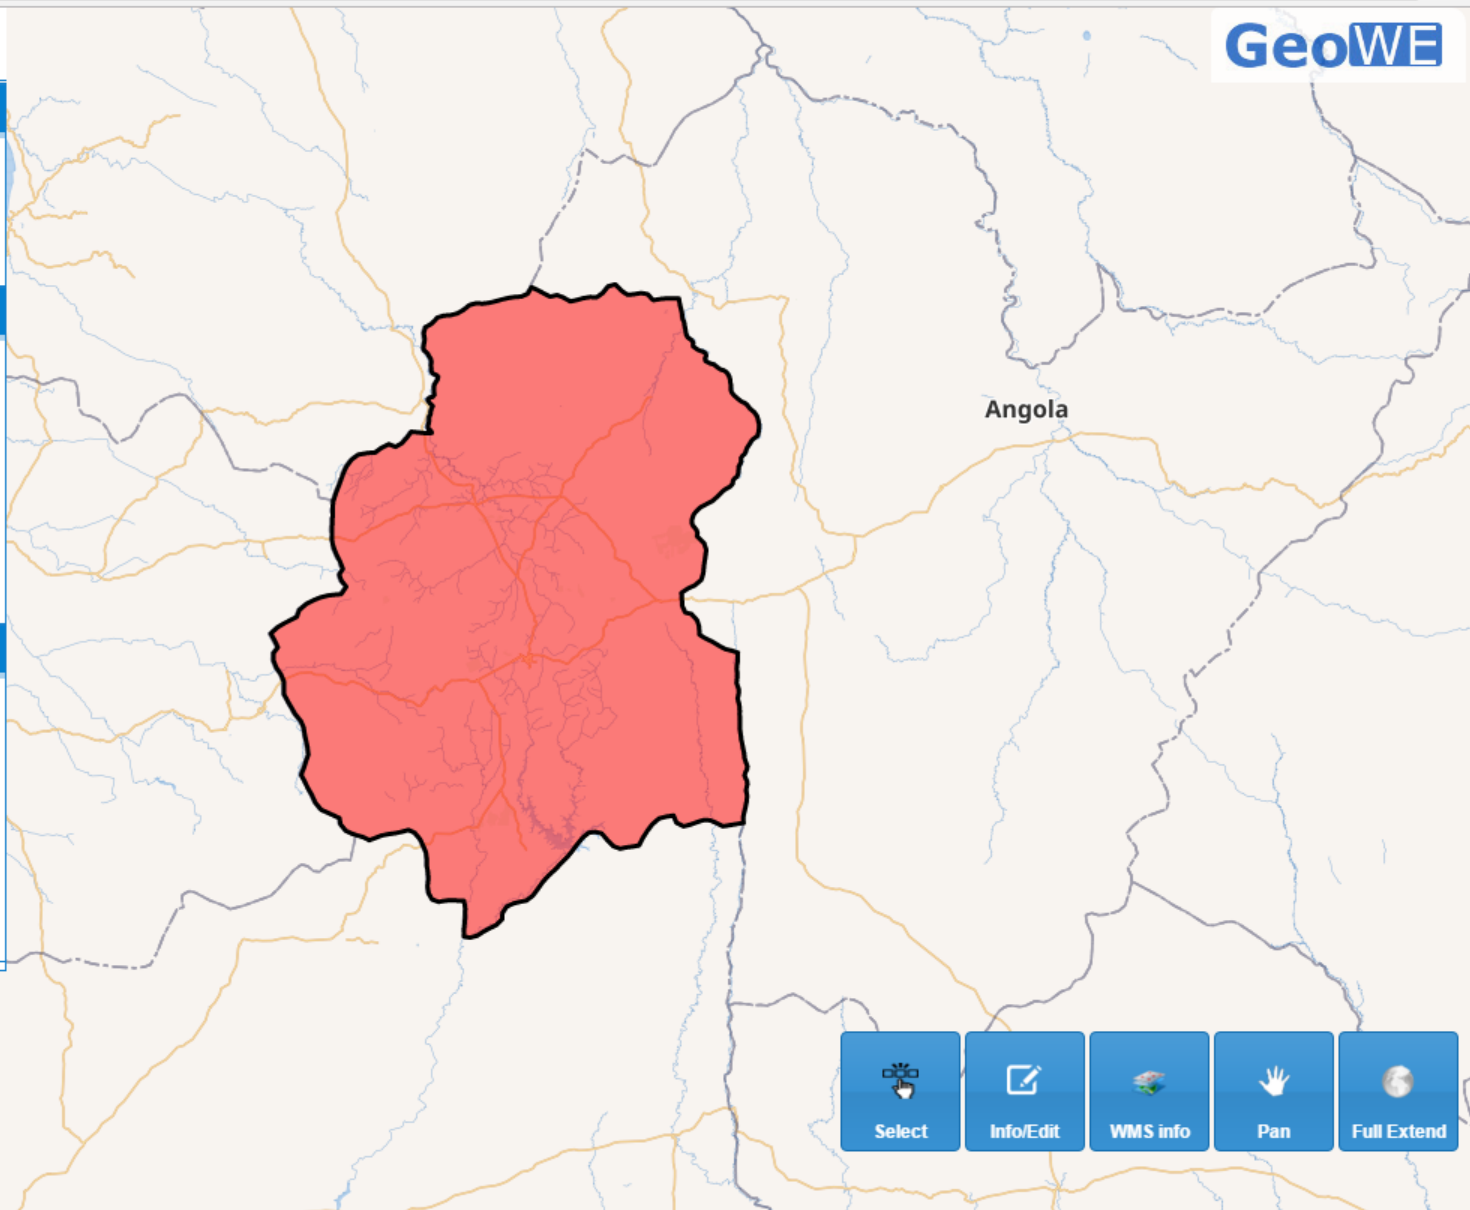 GeoWE
Angola
Select
Info/Edit
WMS info
Pan
Full Extend